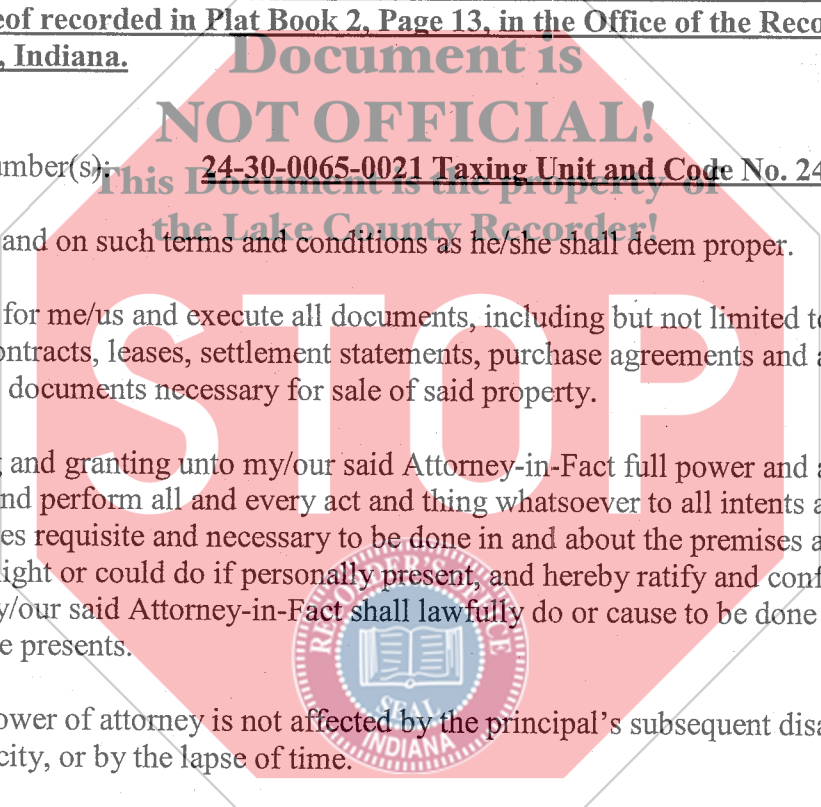 eof recorded in Plat Book 2, Page 13, in the Office of the Reco
, Indiana.
Document is
NOT OFFICIAL!
umber(s): 24-30-0065-0021 Taxing Unit and Code No. 24
This Document is the property of
the Lake County Recorder!
and on such terms and conditions as he/she shall deem proper.
STOP
for me/us and execute all documents, including but not limited to
ontracts, leases, settlement statements, purchase agreements and a
documents necessary for sale of said property.
g and granting unto my/our said Attorney-in-Fact full power and a
nd perform all and every act and thing whatsoever to all intents a
es requisite and necessary to be done in and about the premises a
ight or could do if personally present, and hereby ratify and conf
y/our said Attorney-in-Fact shall lawfully do or cause to be done
e presents.
RECORDER'S OFFICE
SEAL
INDIANA
ower of attorney is not affected by the principal's subsequent disa
city, or by the lapse of time.